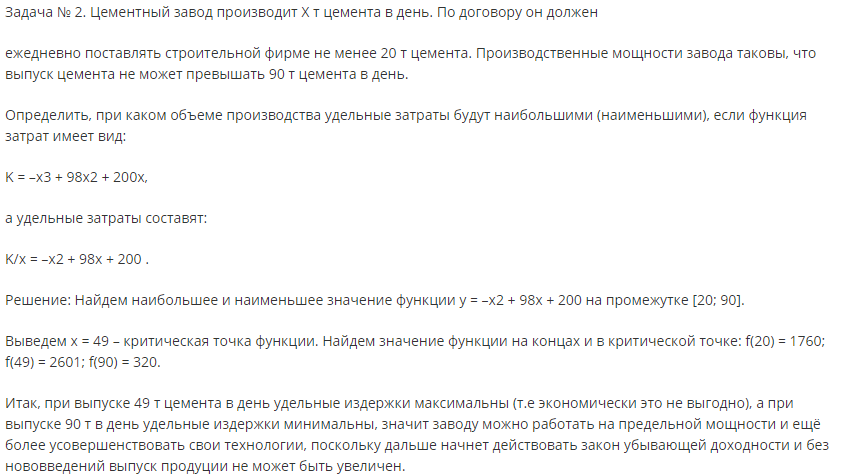 Задача № 2. Цементный завод производит X т цемента в день. По договору он должен
ежедневно поставлять строительной фирме не менее 20 т цемента. Производственные мощности завода таковы, что
выпуск цемента не может превышать 90 т цемента в день.
Определить, при каком объеме производства удельные затраты будут наибольшими (наименьшими), если функция
затрат имеет вид:
K = –x3 + 98x2 + 200x,
а удельные затраты составят:
K/x = –x2 + 98x + 200 .
Решение: Найдем наибольшее и наименьшее значение функции y = –x2 + 98x + 200 на промежутке [20; 90].
Выведем x = 49 – критическая точка функции. Найдем значение функции на концах и в критической точке: f(20) = 1760;
f(49) = 2601; f(90) = 320.
Итак, при выпуске 49 т цемента в день удельные издержки максимальны (т.е экономически это не выгодно), а при
выпуске 90 т в день удельные издержки минимальны, значит заводу можно работать на предельной мощности и ещё
более усовершенствовать свои технологии, поскольку дальше начнет действовать закон убывающей доходности и без
нововведений выпуск продуции не может быть увеличен.